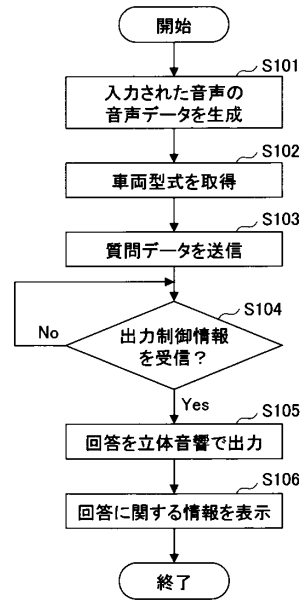 開始
S101
入力された音声の
音声データを生成
S102
車両型式を取得
S103
質問データを送信
S104
出力制御情報
を受信？
No
Yes
S105
回答を立体音響で出力
S106
回答に関する情報を表示
終了